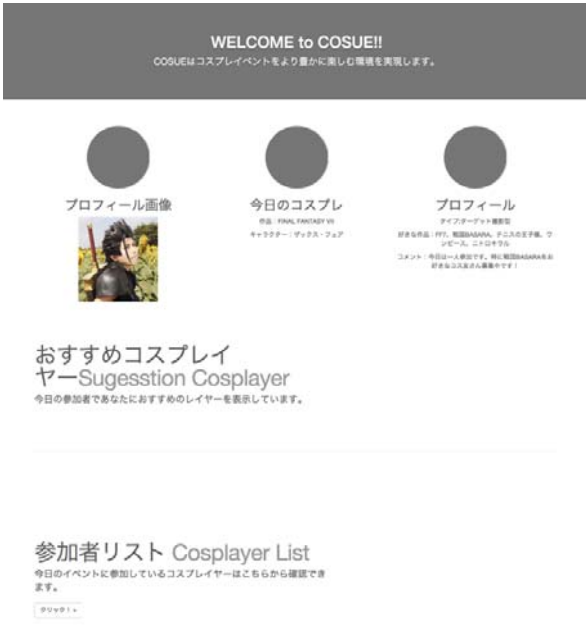 WELCOME to COSUE!!
COSUEはコスプレイベントをより豊かに楽しむ環境を実現します。
プロフィール画像
今日のコスプレ
作品：FINAL FANTASY VII
キャラクター：ザックス・フェア
プロフィール
タイプ:ターゲット撮影型
好きな作品：FF7、戦国BASARA、テニスの王子様、ワ
ンピース、ニトロキラル
コメント：今日は一人参加です。特に戦国BASARAをお
好きなコス友さん募集中です！
おすすめコスプレイ
ヤーSugesstion Cosplayer
今日の参加者であなたにおすすめのレイヤーを表示しています。
参加者リスト Cosplayer List
今日のイベントに参加しているコスプレイヤーはこちらから確認でき
ます。
クリック！»